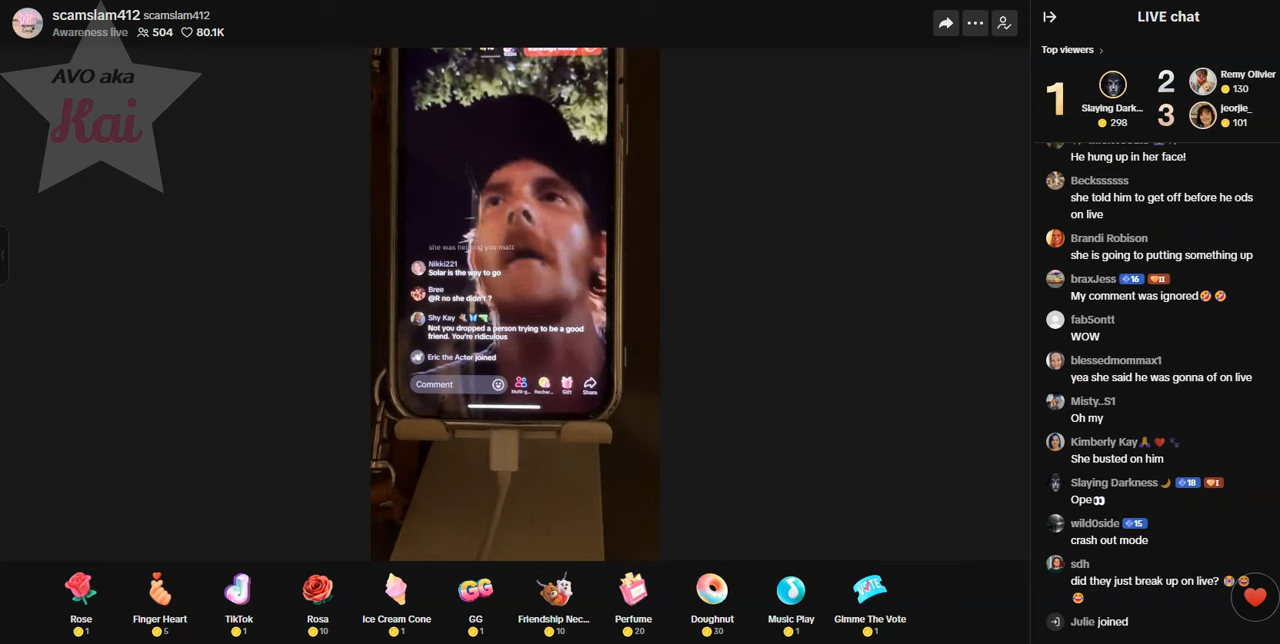 scamslam412 scamslam412
Awareness live 504 80.1K
AVO aka
Kai
LIVE chat
Top viewers
1
Slaying Dark...
298
2
Remy Olivier
130
3
jeorjie_
101
He hung up in her face!
Becksssss
she told him to get off before he ods
on live
Brandi Robison
she is going to putting something up
braxJess 16 II
My comment was ignored
fab5ontt
WOW
blessedmommax1
yea she said he was gonna of on live
Misty..S1
Oh my
Kimberly Kay
She busted on him
Slaying Darkness 18 I
Ope
wild0side 15
crash out mode
sdh
did they just break up on live?
Julie joined
she was helping you matt
Nikki221
Solar is the way to go
Bree
@R no she didn't ?
Shy Kay
Not you dropped a person trying to be a good
friend. You're ridiculous
Eric the Actor joined
Comment
Multi-g... Rechar... Gift Share
Rose
1
Finger Heart
5
TikTok
1
Rosa
10
Ice Cream Cone
1
GG
GG
1
Friendship Nec...
10
Perfume
20
Doughnut
30
Music Play
1
VOTE
Gimme The Vote
1